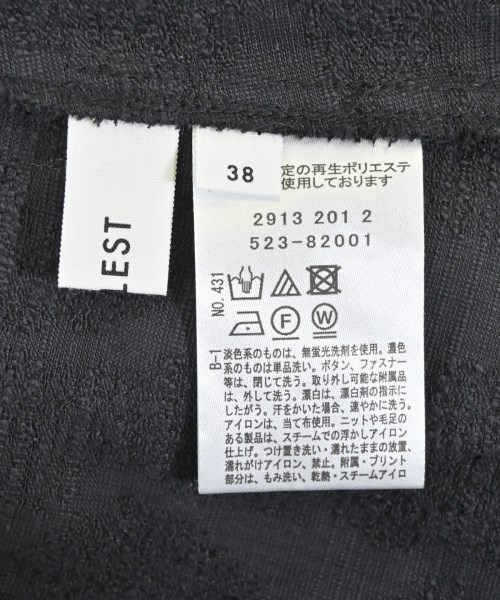 LEST
38
定の再生ポリエステ
使用しております
2913 201 2
523-82001
NO. 431
F
W
B-1
淡色系のものは、無蛍光洗剤を使用。濃色
系のものは単品洗い。ボタン、ファスナー
等は、閉じて洗う。取り外し可能な附属品
は、外して洗う。漂白は、漂白剤の指示に
したがう。汗をかいた場合、速やかに洗う。
アイロンは、当て布使用。ニットや毛足の
ある製品は、スチームでの浮かしアイロン
仕上げ。つけ置き洗い・濡れたままの放置、
濡れがけアイロン、禁止。附属・プリント
部分は、もみ洗い、乾熱・スチームアイロ